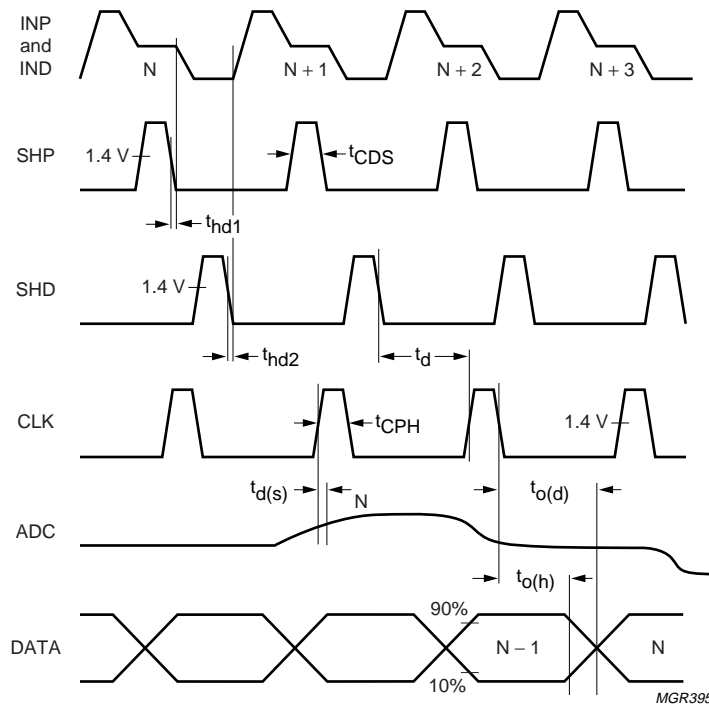 INP
and
IND
N
N + 1
N + 2
N + 3
SHP
1.4 V
tCDS
thd1
SHD
1.4 V
thd2
td
CLK
tCPH
1.4 V
td(s)
N
to(d)
ADC
to(h)
90%
DATA
N – 1
N
10%
MGR395